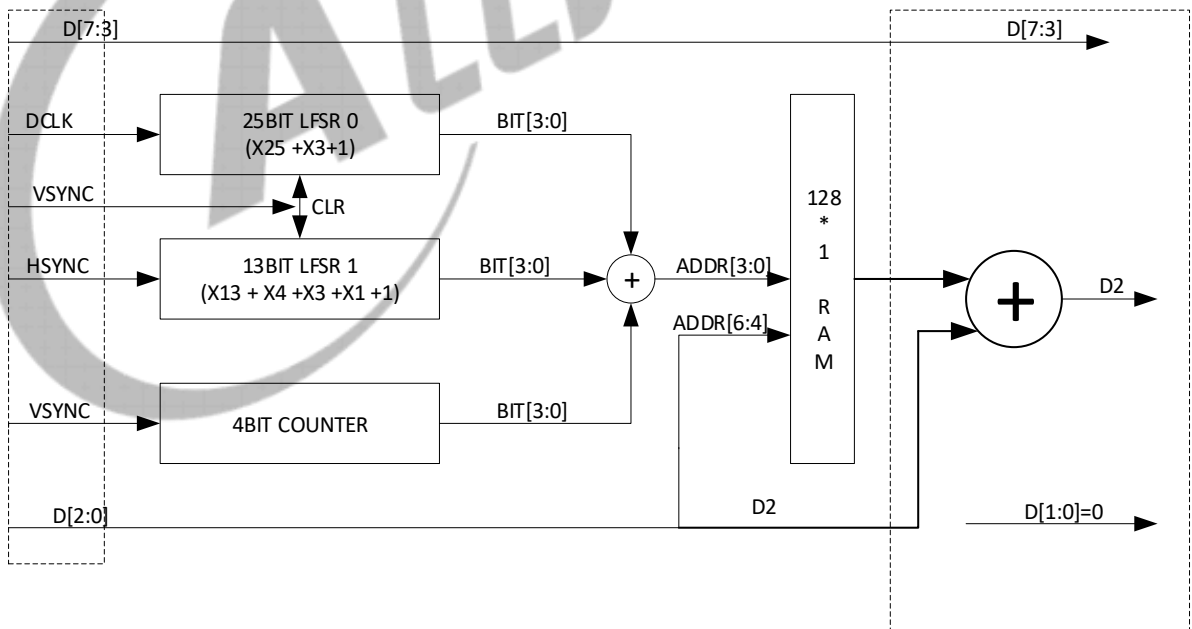 D[7:3]
D[7:3]
DCLK
25BIT LFSR 0
(X25 +X3+1)
BIT[3:0]
VSYNC
CLR
128
*
1
R
A
M
HSYNC
13BIT LFSR 1
(X13 + X4 +X3 +X1 +1)
BIT[3:0]
+
ADDR[3:0]
+
D2
ADDR[6:4]
VSYNC
4BIT COUNTER
BIT[3:0]
D[2:0]
D2
D[1:0]=0